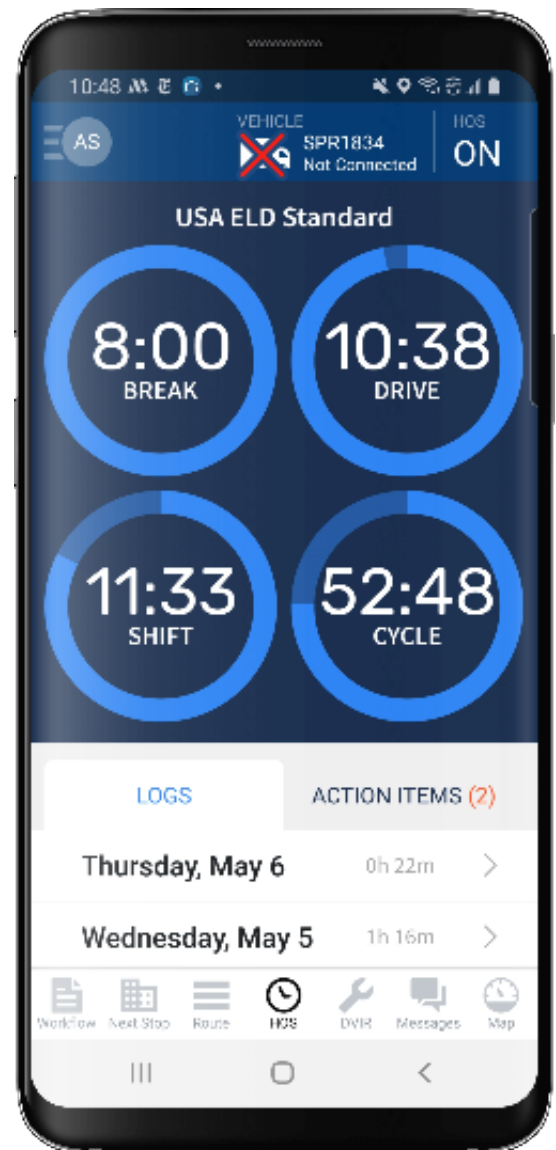 10:48
VEHICLE
HOS
AS
SPR1834
ON
Not Connected
USA ELD Standard
8:00
BREAK
10:38
DRIVE
11:33
SHIFT
52:48
CYCLE
LOGS
ACTION ITEMS (2)
Thursday, May 6 0h 22m
Wednesday, May 5 1h 16m
Workflow Next Stop Route HOS DVIR Messages Map